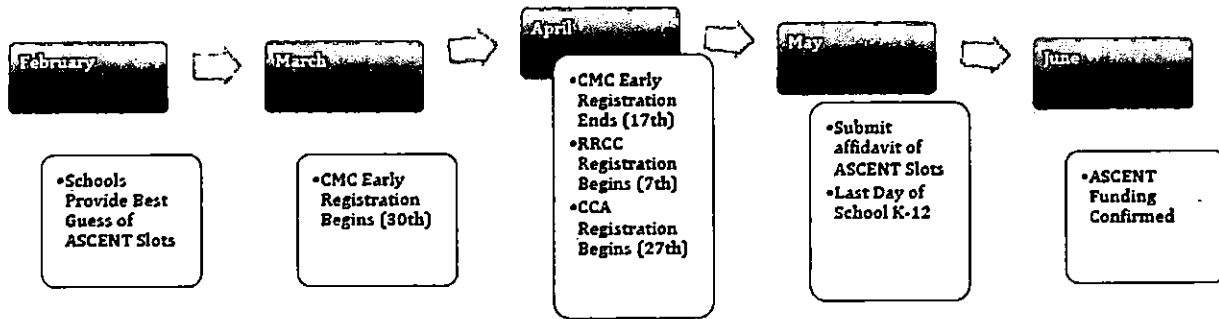 February
•Schools
Provide Best
Guess of
ASCENT Slots
March
•CMC Early
Registration
Begins (30th)
April
•CMC Early
Registration
Ends (17th)
•RRCC
Registration
Begins (7th)
•CCA
Registration
Begins (27th)
May
•Submit
affidavit of
ASCENT Slots
•Last Day of
School K-12
June
•ASCENT
Funding
Confirmed